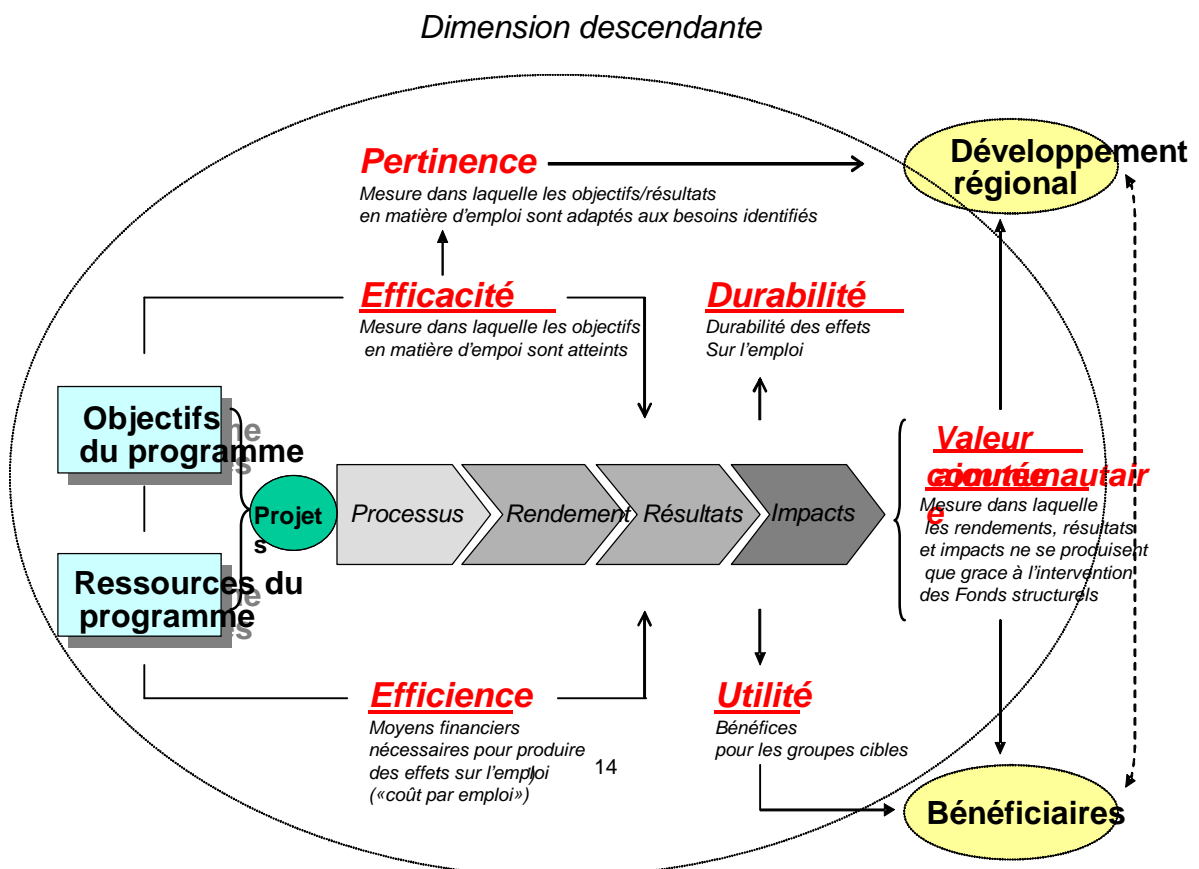 Dimension descendante
Développement
régional
Pertinence
Mesure dans laquelle les objectifs/résultats
en matière d’emploi sont adaptés aux besoins identifiés
Efficacité
Mesure dans laquelle les objectifs
en matière d’empoi sont atteints
Durabilité
Durabilité des effets
Sur l’emploi
Objectifs
du programme
Ressources du
programme
Projet
s
Processus
Rendement
Résultats
Impacts
Valeur
ajoutée
communautair
e
Mesure dans laquelle
les rendements, résultats
et impacts ne se produisent
que grace à l’intervention
des Fonds structurels
Efficience
Moyens financiers
nécessaires pour produire
des effets sur l’emploi
(«coût par emploi»)
14
Utilité
Bénéfices
pour les groupes cibles
Bénéficiaires